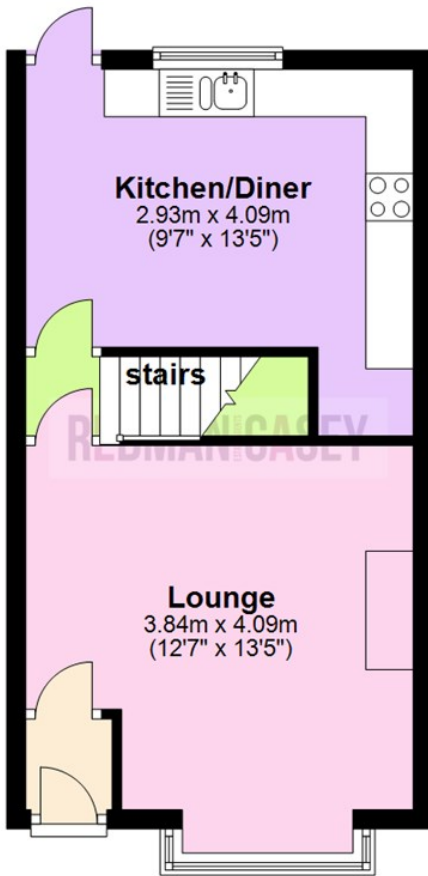 Kitchen/Diner
2.93m x 4.09m
(9'7" x 13'5")
stairs
REDMAN CASEY
Lounge
3.84m x 4.09m
(12'7" x 13'5")